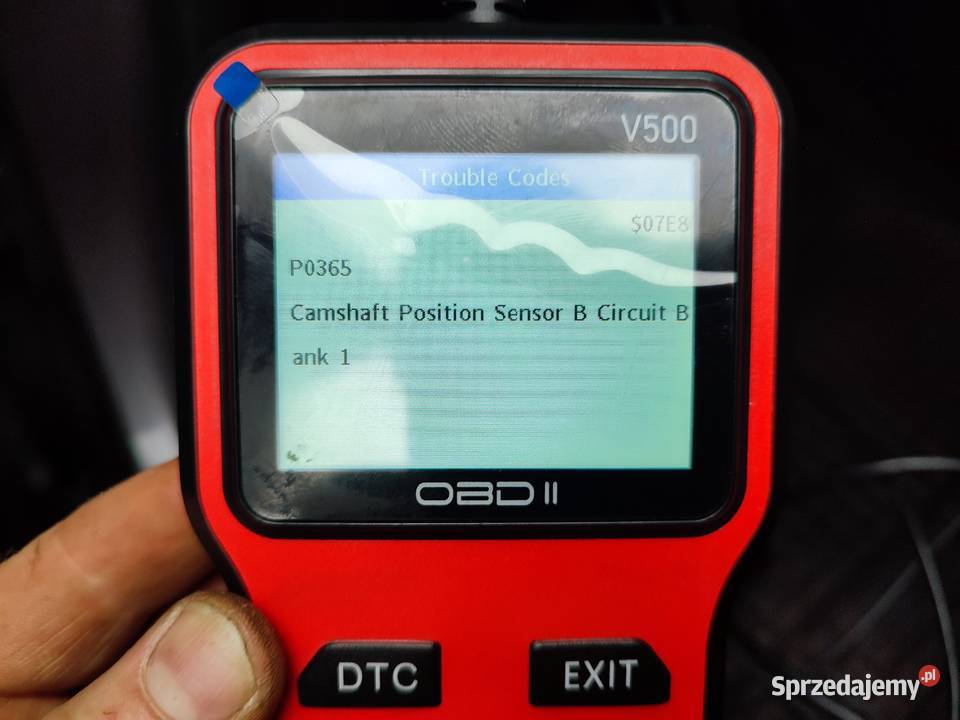 V500
Trouble Codes
$07E8
P0365
Camshaft Position Sensor B Circuit B
ank 1
OBD II
DTC
EXIT
Sprzedajemy.pl